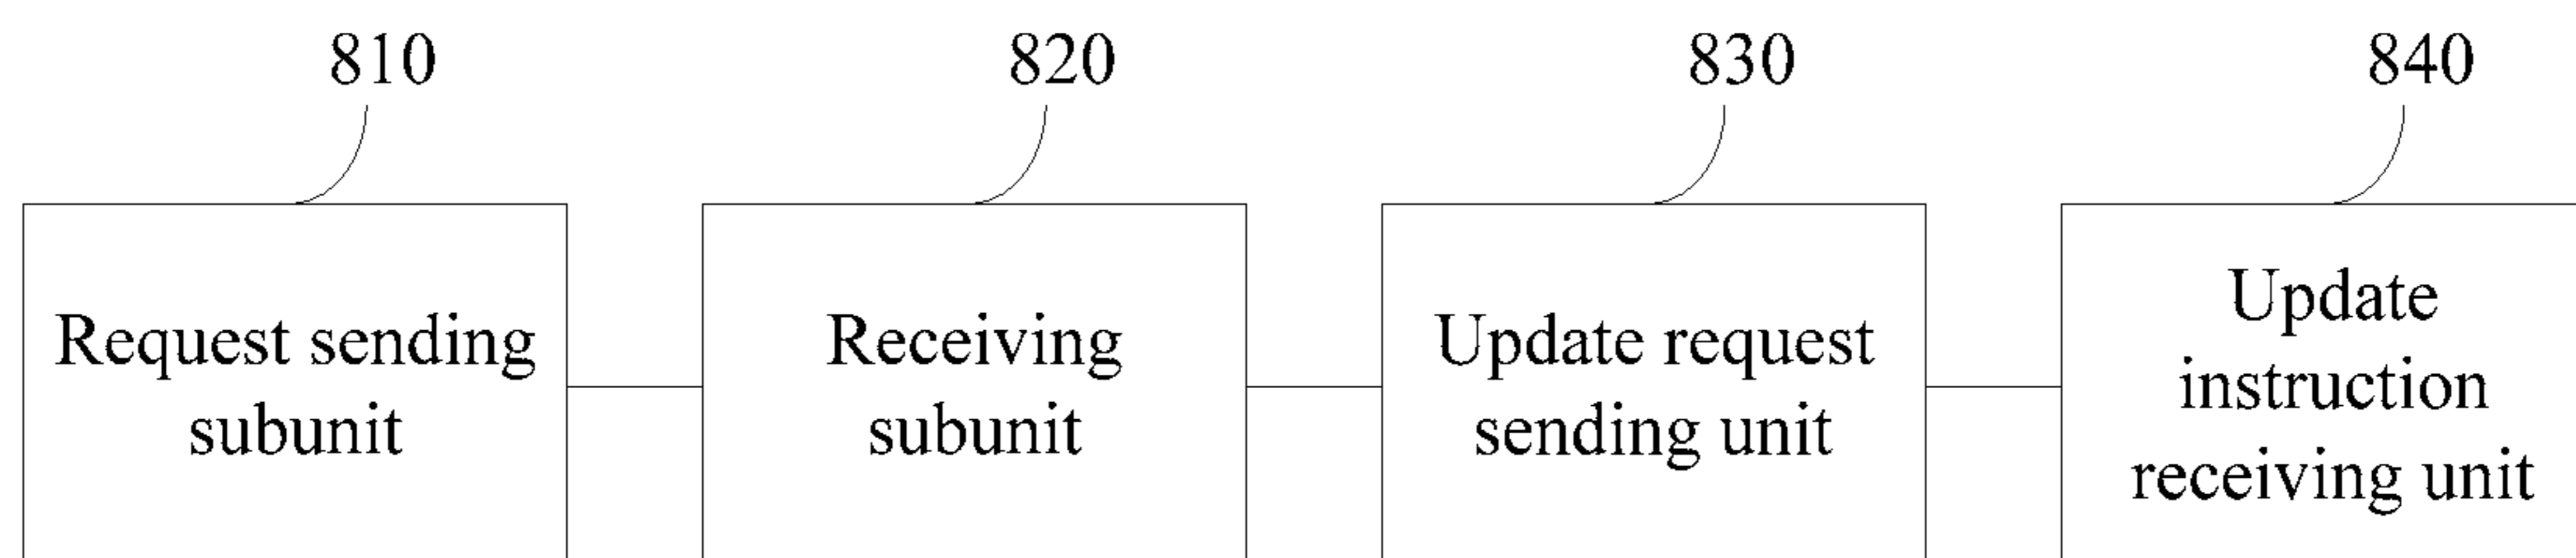 810
820
830
840
Request sending
subunit
Receiving
subunit
Update request
sending unit
Update
instruction
receiving unit